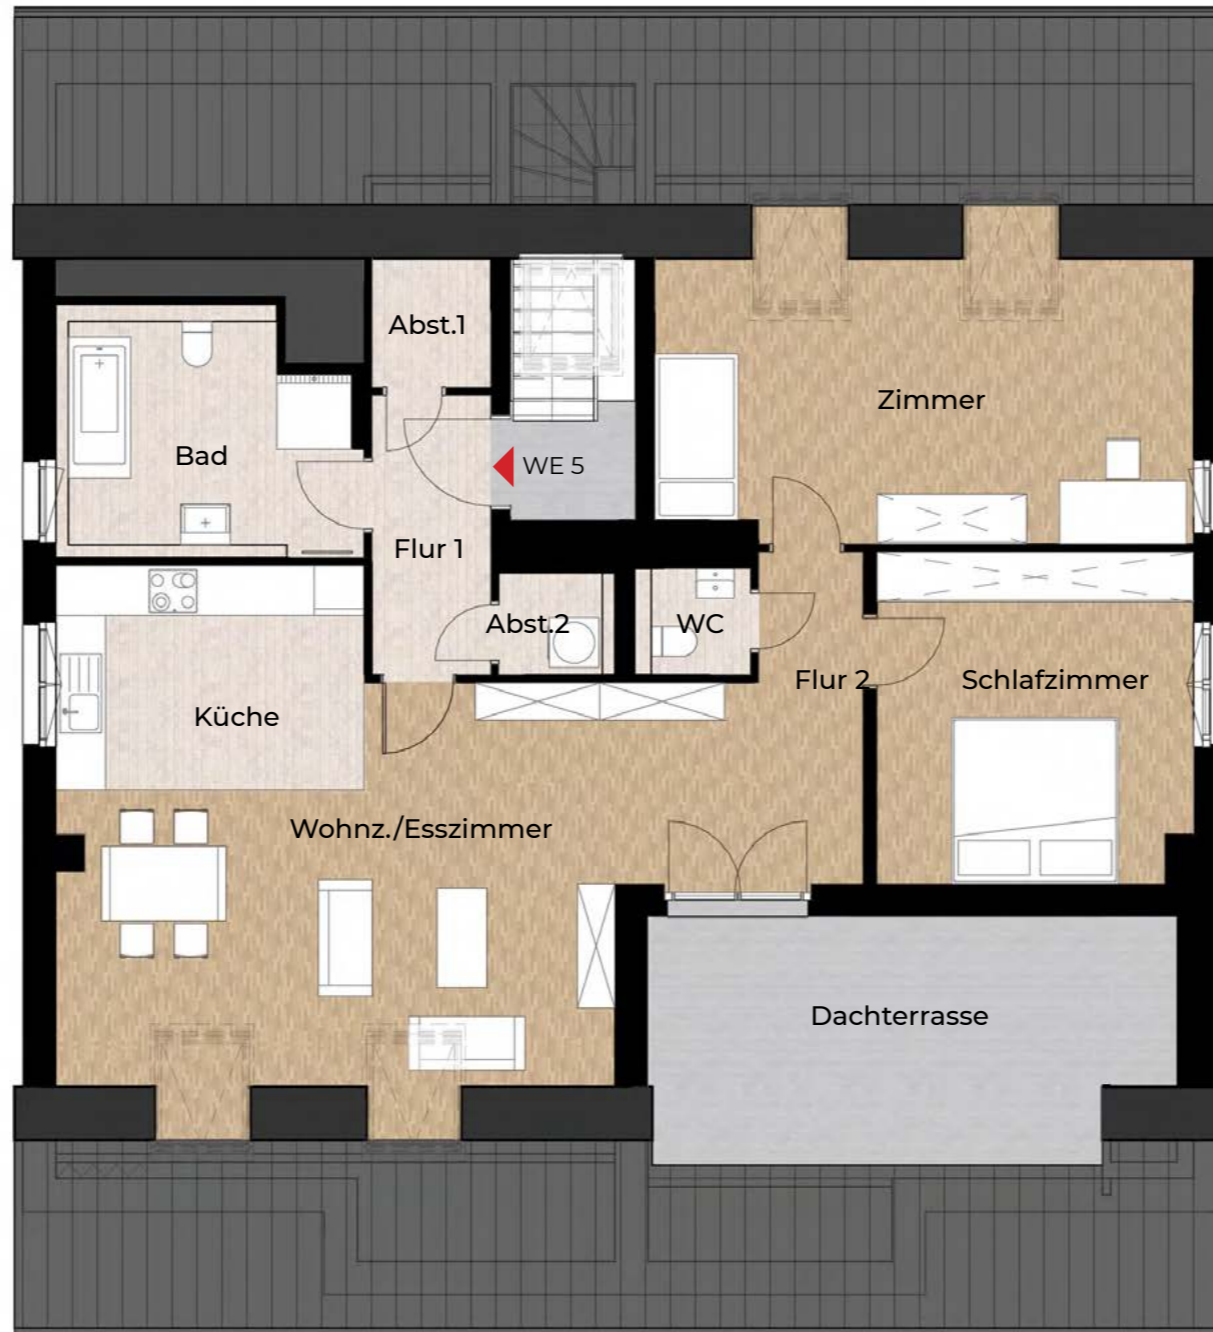 Abst.1
Zimmer
Bad
WE 5
Flur 1
Abst.2
WC
Flur 2
Schlafzimmer
Küche
Wohnz./Esszimmer
Dachterrasse